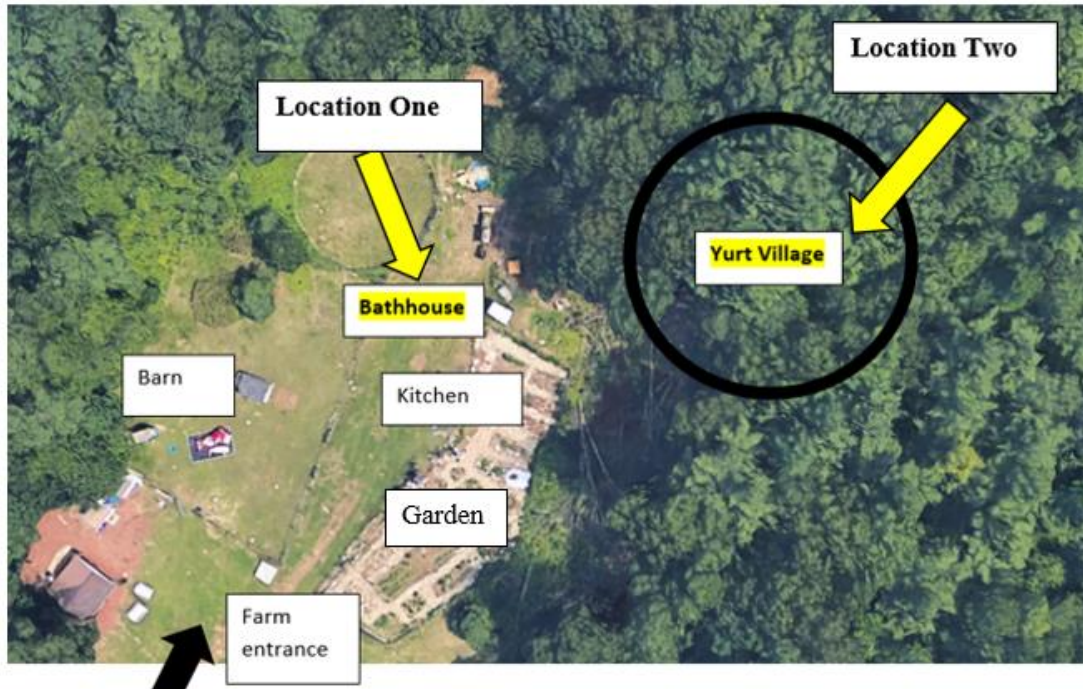 Location Two
Location One
Yurt Village
Bathhouse
Barn
Kitchen
Garden
Farm
entrance